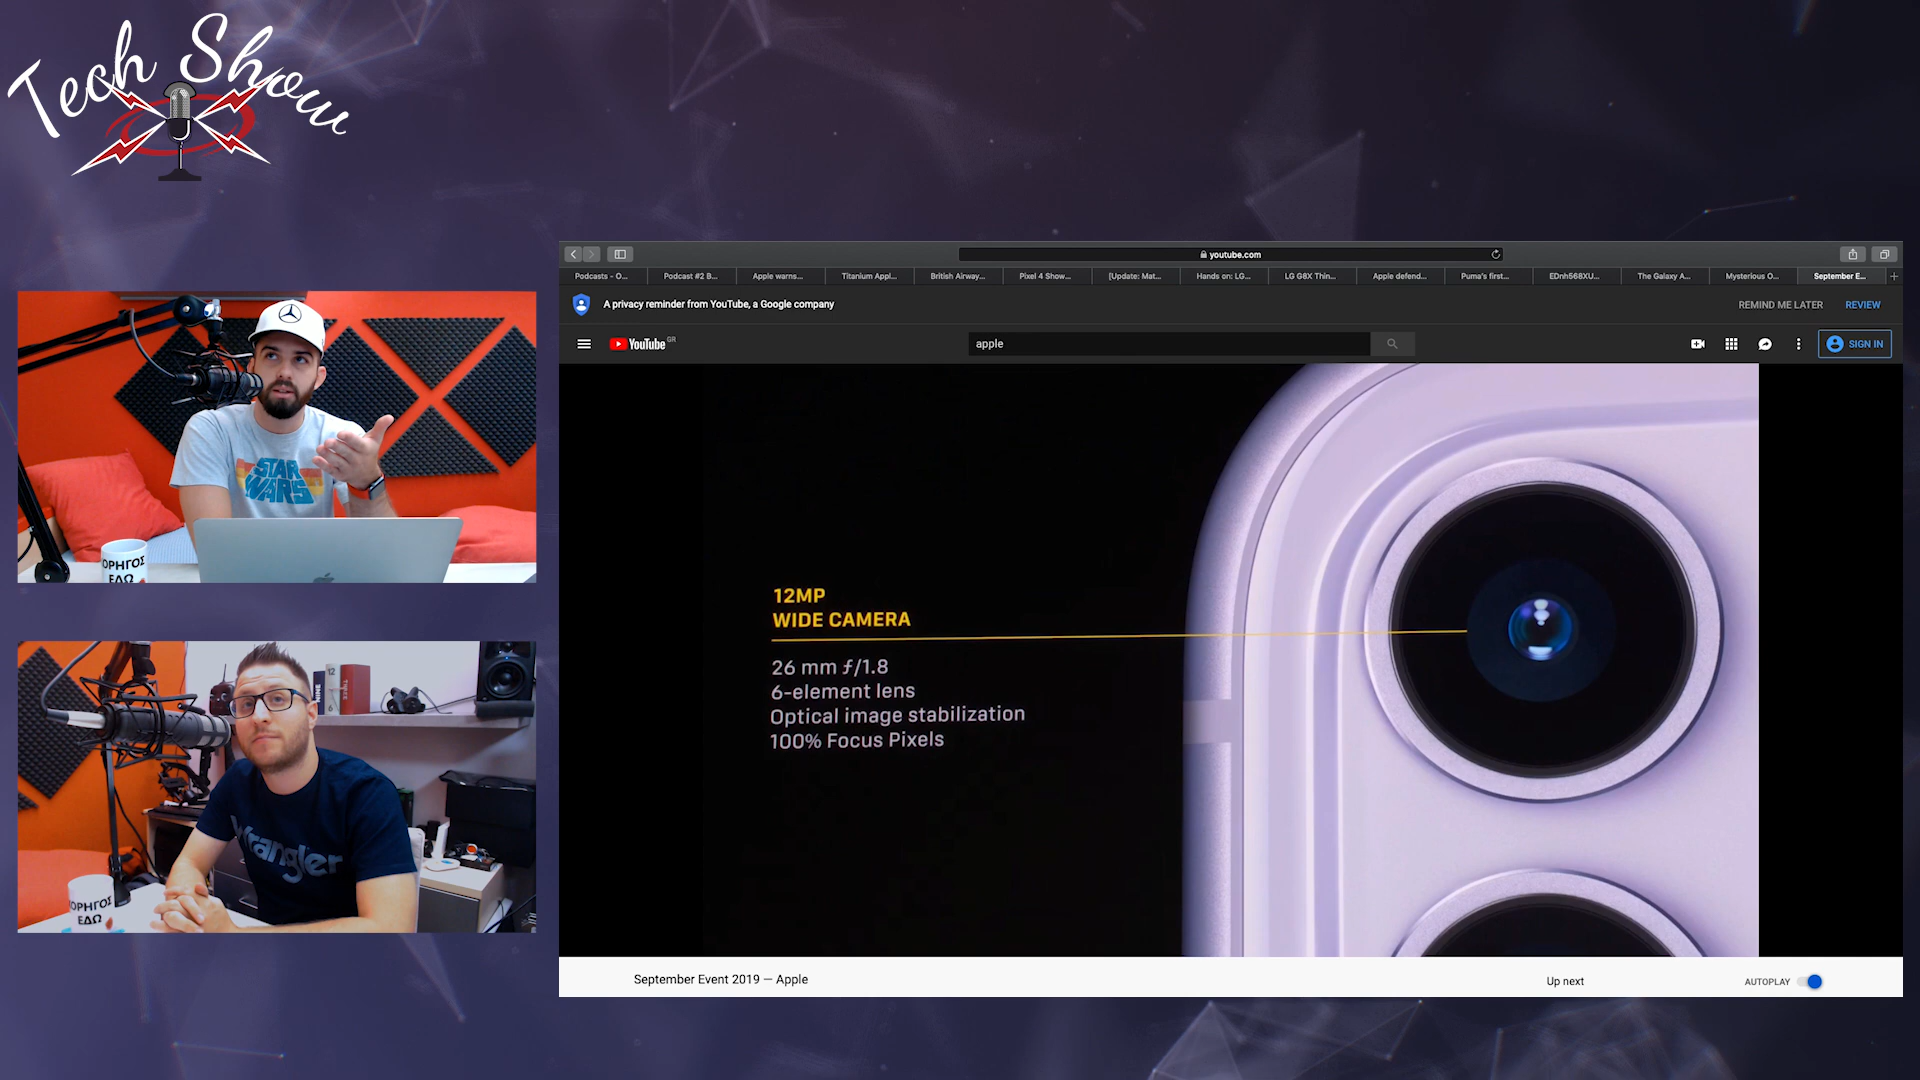 Tech Show
youtube.com
Podcasts - O...
Podcast #2 B...
Apple warns...
Titanium Appl...
British Airway...
Pixel 4 Show...
[Update: Mat...
Hands on: LG...
LG G8X Thin...
Apple defend...
Puma's first...
EDnh568XU...
The Galaxy A...
Mysterious O...
September E...
A privacy reminder from YouTube, a Google company
REMIND ME LATER
REVIEW
YouTube GR
apple
SIGN IN
STAR
WARS
ΟΡΗΓΟΣ
ΕΔΩ
12MP
WIDE CAMERA
26 mm ƒ/1.8
6-element lens
Optical image stabilization
100% Focus Pixels
Wrangler
ΟΡΗΓΟΣ
ΕΔΩ
September Event 2019 — Apple
Up next
AUTOPLAY